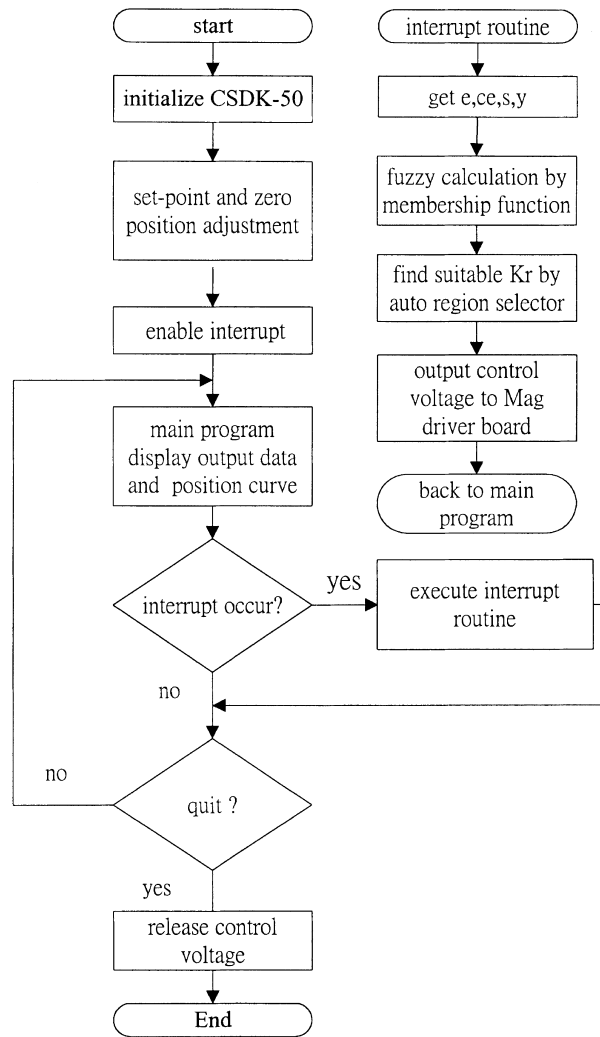 start
initialize CSDK-50
set-point and zero
position adjustment
enable interrupt
main program
display output data
and position curve
interrupt occur?
yes
execute interrupt
routine
no
quit ?
no
yes
release control
voltage
End
interrupt routine
get e,ce,s,y
fuzzy calculation by
membership function
find suitable Kr by
auto region selector
output control
voltage to Mag
driver board
back to main
program